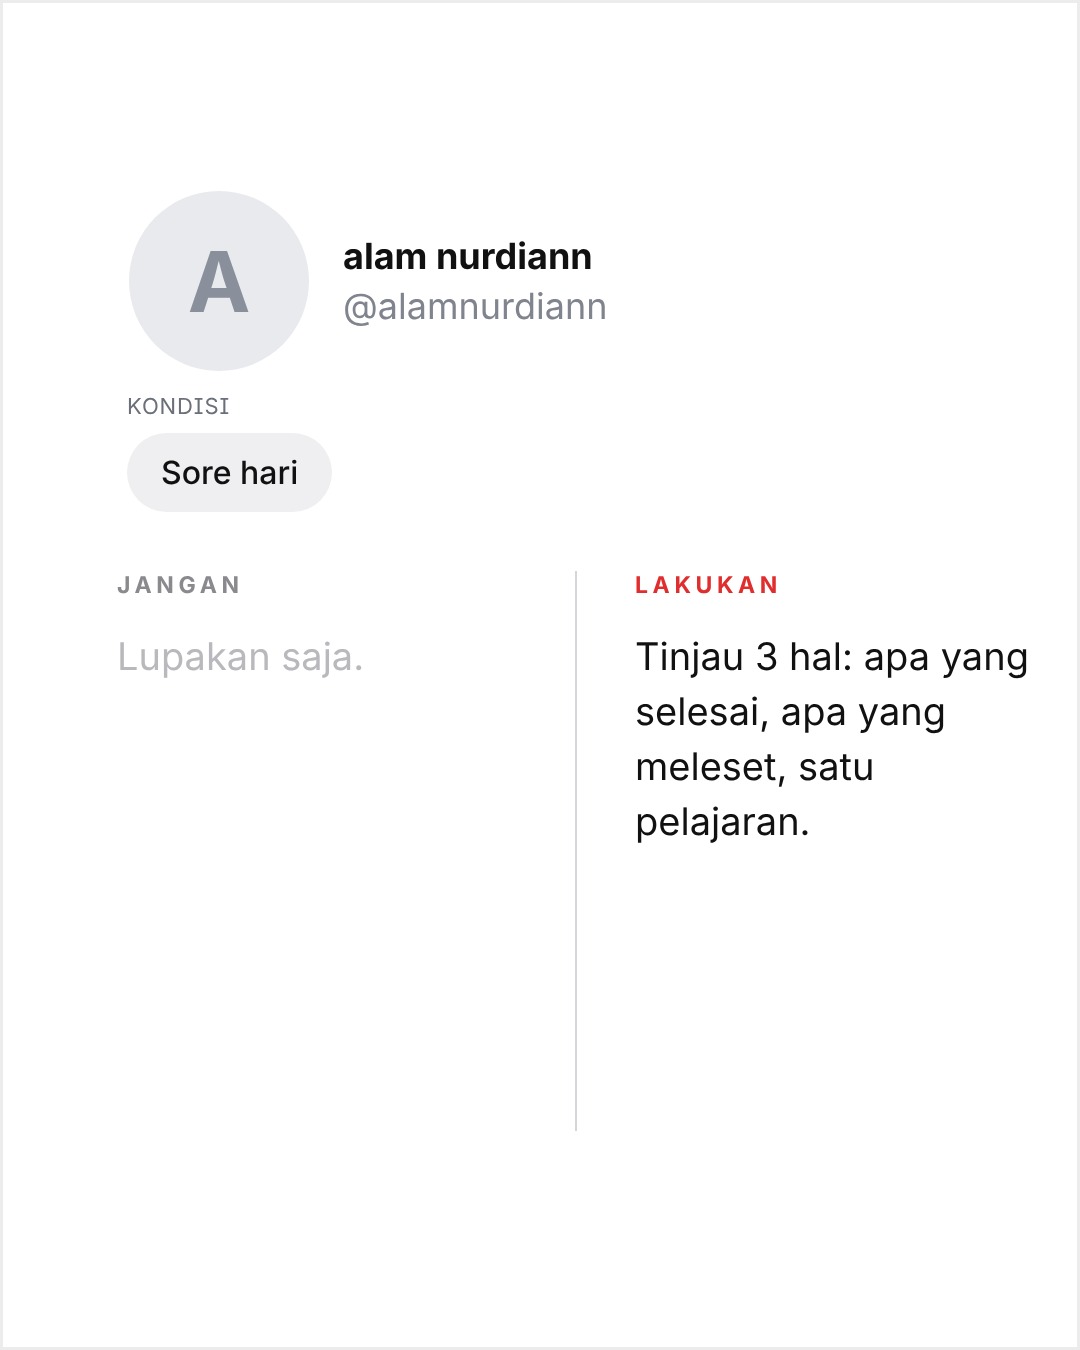 A
alam nurdiann
@alamnurdiann
KONDISI
Sore hari
JANGAN
Lupakan saja.
LAKUKAN
Tinjau 3 hal: apa yang
selesai, apa yang
meleset, satu
pelajaran.